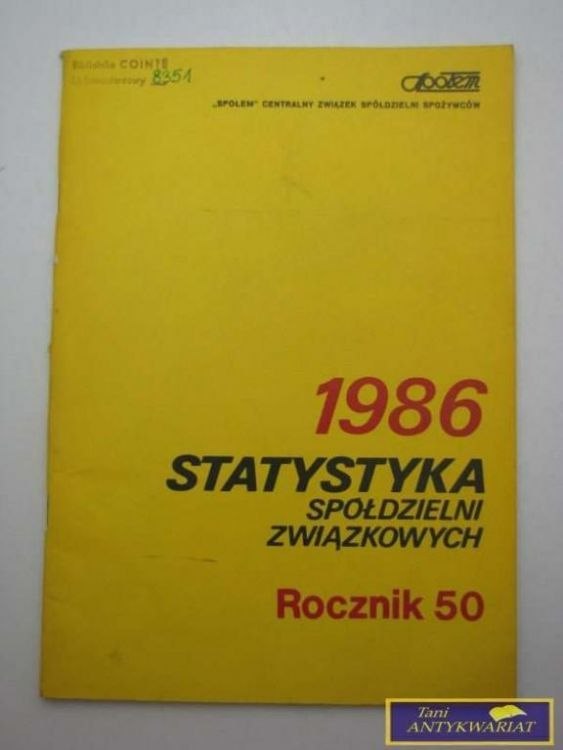 Biblioteka COINTE
8351
Społem
„SPOŁEM” CENTRALNY ZWIĄZEK SPÓŁDZIELNI SPOŻYWCÓW
1986
STATYSTYKA
SPÓŁDZIELNI
ZWIĄZKOWYCH
Rocznik 50
Tani
ANTYKWARIAT